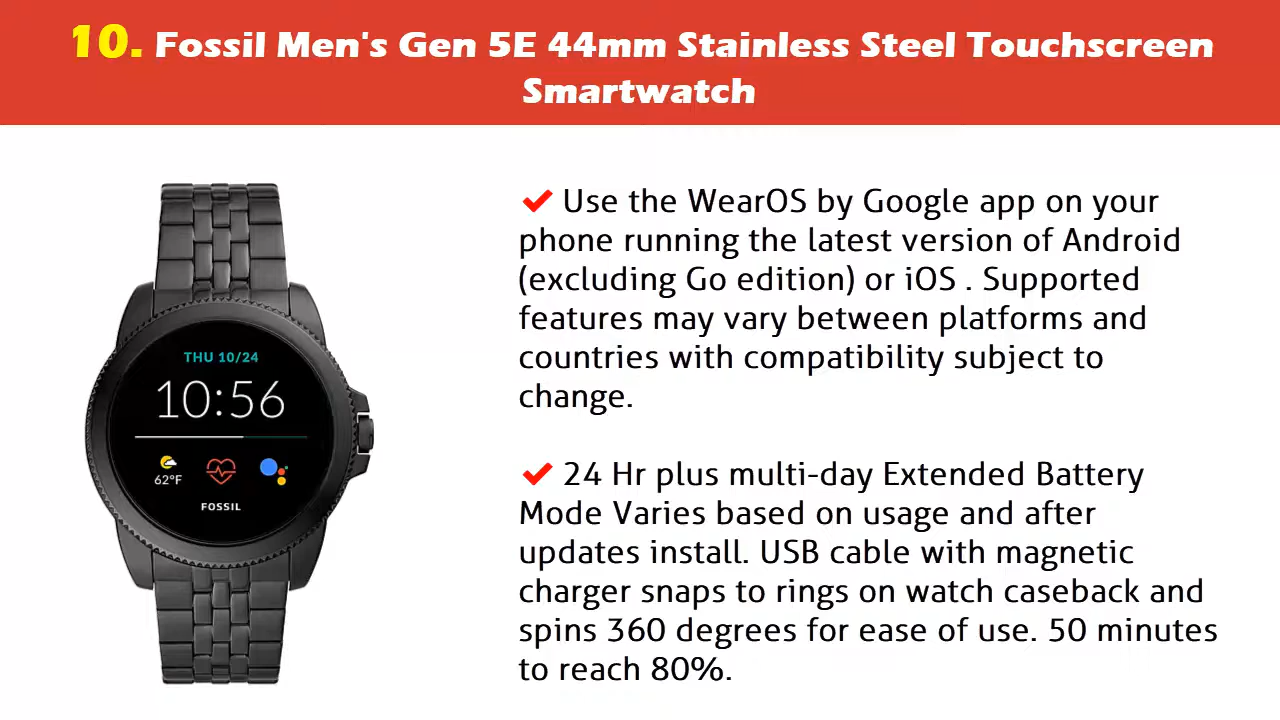 10. Fossil Men's Gen 5E 44mm Stainless Steel Touchscreen
Smartwatch
THU 10/24
10:56
62°F
FOSSIL
✔ Use the WearOS by Google app on your
phone running the latest version of Android
(excluding Go edition) or iOS . Supported
features may vary between platforms and
countries with compatibility subject to
change.
✔ 24 Hr plus multi-day Extended Battery
Mode Varies based on usage and after
updates install. USB cable with magnetic
charger snaps to rings on watch caseback and
spins 360 degrees for ease of use. 50 minutes
to reach 80%.